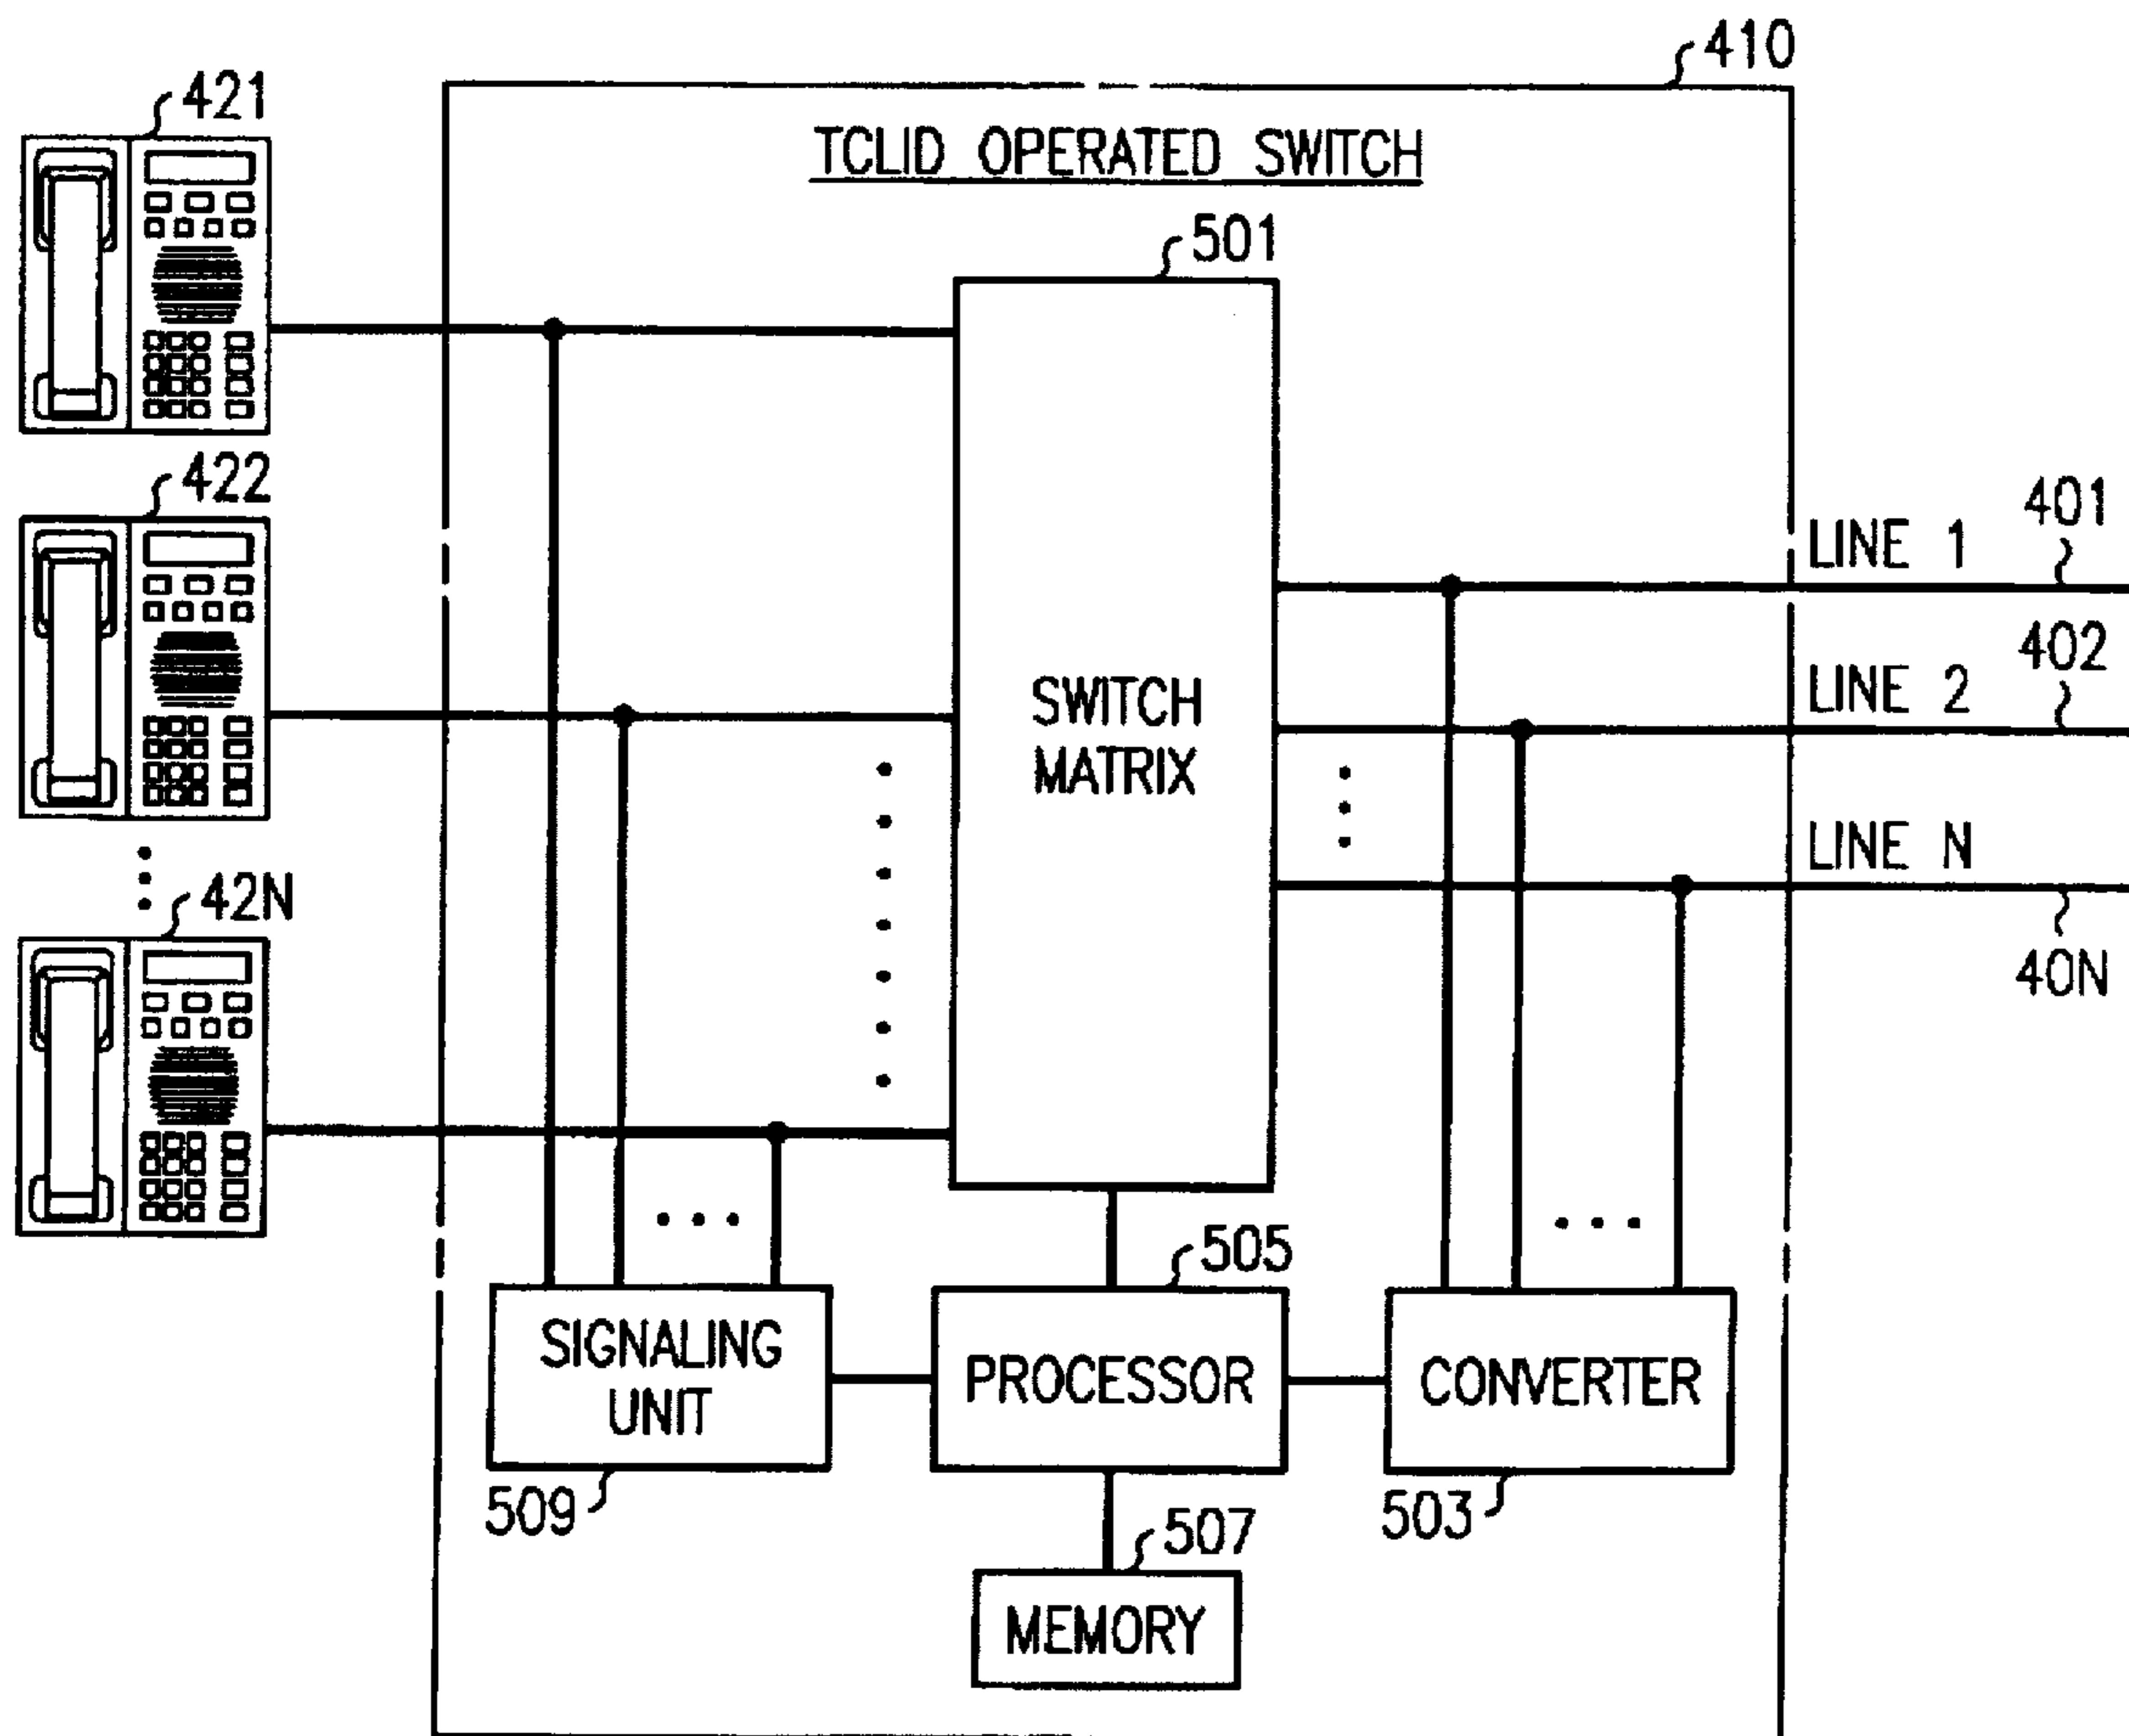 410
421
TCLID OPERATED SWITCH
501
422
401
LINE 1
402
LINE 2
SWITCH
MATRIX
LINE N
42N
40N
505
SIGNALING
UNIT
PROCESSOR
CONVERTER
509
507
503
MEMORY